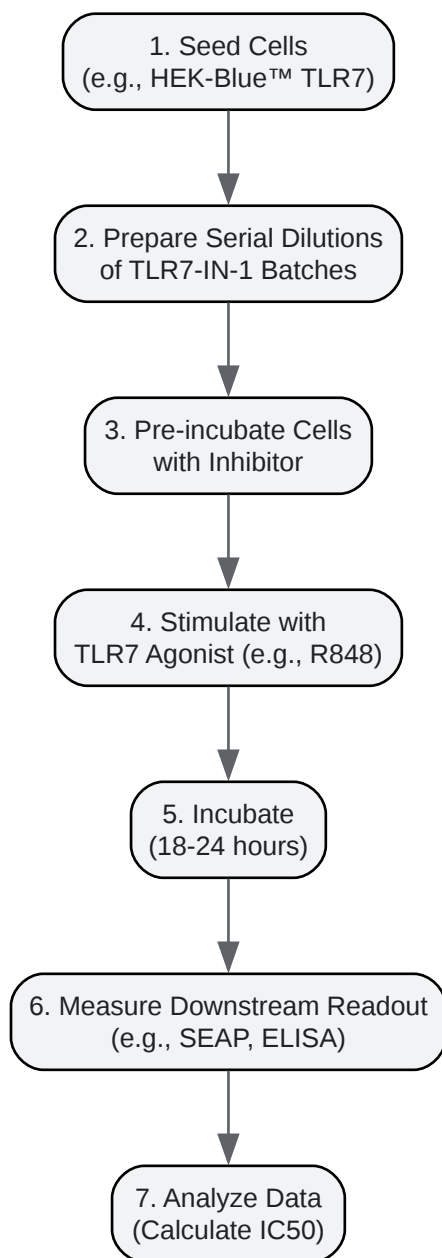 1. Seed Cells
(e.g., HEK-Blue™ TLR7)
2. Prepare Serial Dilutions
of TLR7-IN-1 Batches
3. Pre-incubate Cells
with Inhibitor
4. Stimulate with
TLR7 Agonist (e.g., R848)
5. Incubate
(18-24 hours)
6. Measure Downstream Readout
(e.g., SEAP, ELISA)
7. Analyze Data
(Calculate IC50)